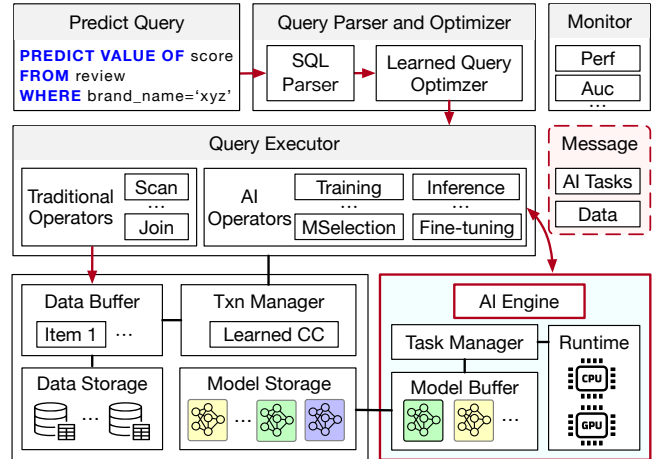 Predict Query
PREDICT VALUE OF score
FROM review
WHERE brand_name='xyz'
Query Parser and Optimizer
SQL
Parser
Learned Query
Optimzer
Monitor
Perf
Auc
...
Query Executor
Traditional
Operators
Scan
...
Join
AI
Operators
Training
...
MSelection
Inference
...
Fine-tuning
Message
AI Tasks
Data
Data Buffer
Item 1 ...
Txn Manager
Learned CC
Data Storage
...
Model Storage
...
AI Engine
Task Manager
Runtime
CPU
GPU
Model Buffer
...